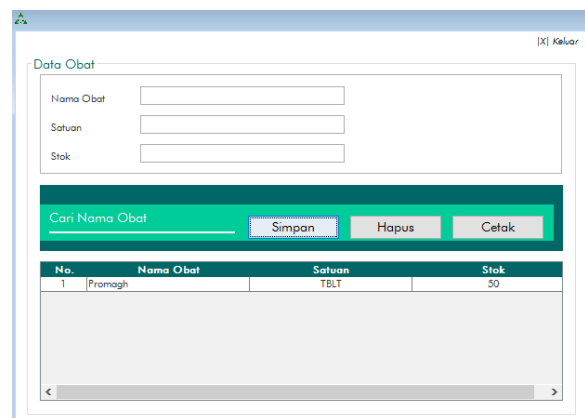 |X| Keluar
Data Obat
Nama Obat
Satuan
Stok
Cari Nama Obat
Simpan Hapus Cetak
No. Nama Obat Satuan Stok
1 Promagh TBLT 50